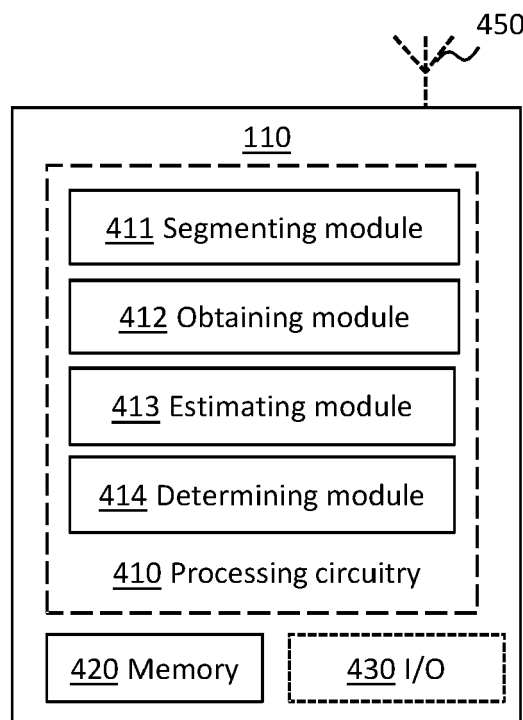 450
110
411 Segmenting module
412 Obtaining module
413 Estimating module
414 Determining module
410 Processing circuitry
420 Memory
430 I/O